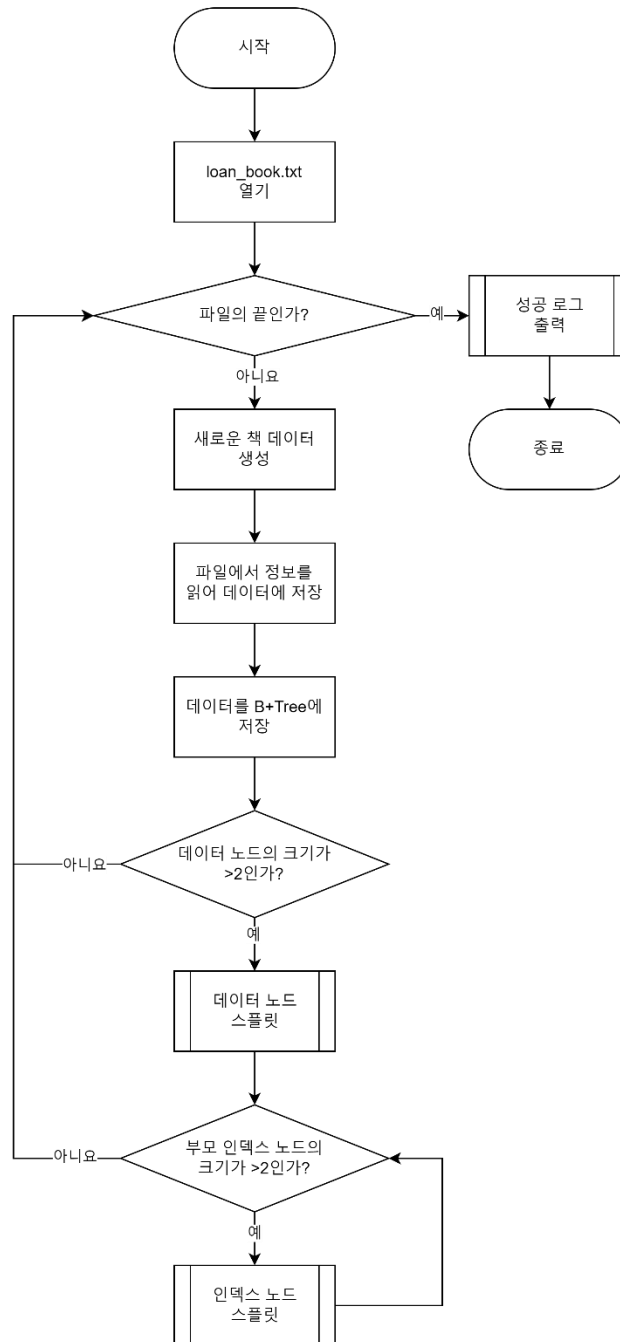 시작
loan_book.txt
열기
파일의 끝인가?
예
성공 로그
출력
아니요
종료
새로운 책 데이터
생성
파일에서 정보를
읽어 데이터에 저장
데이터를 B+Tree에
저장
데이터 노드의 크기가
>2인가?
아니요
예
데이터 노드
스플릿
부모 인덱스 노드의
크기가 >2인가?
아니요
예
인덱스 노드
스플릿